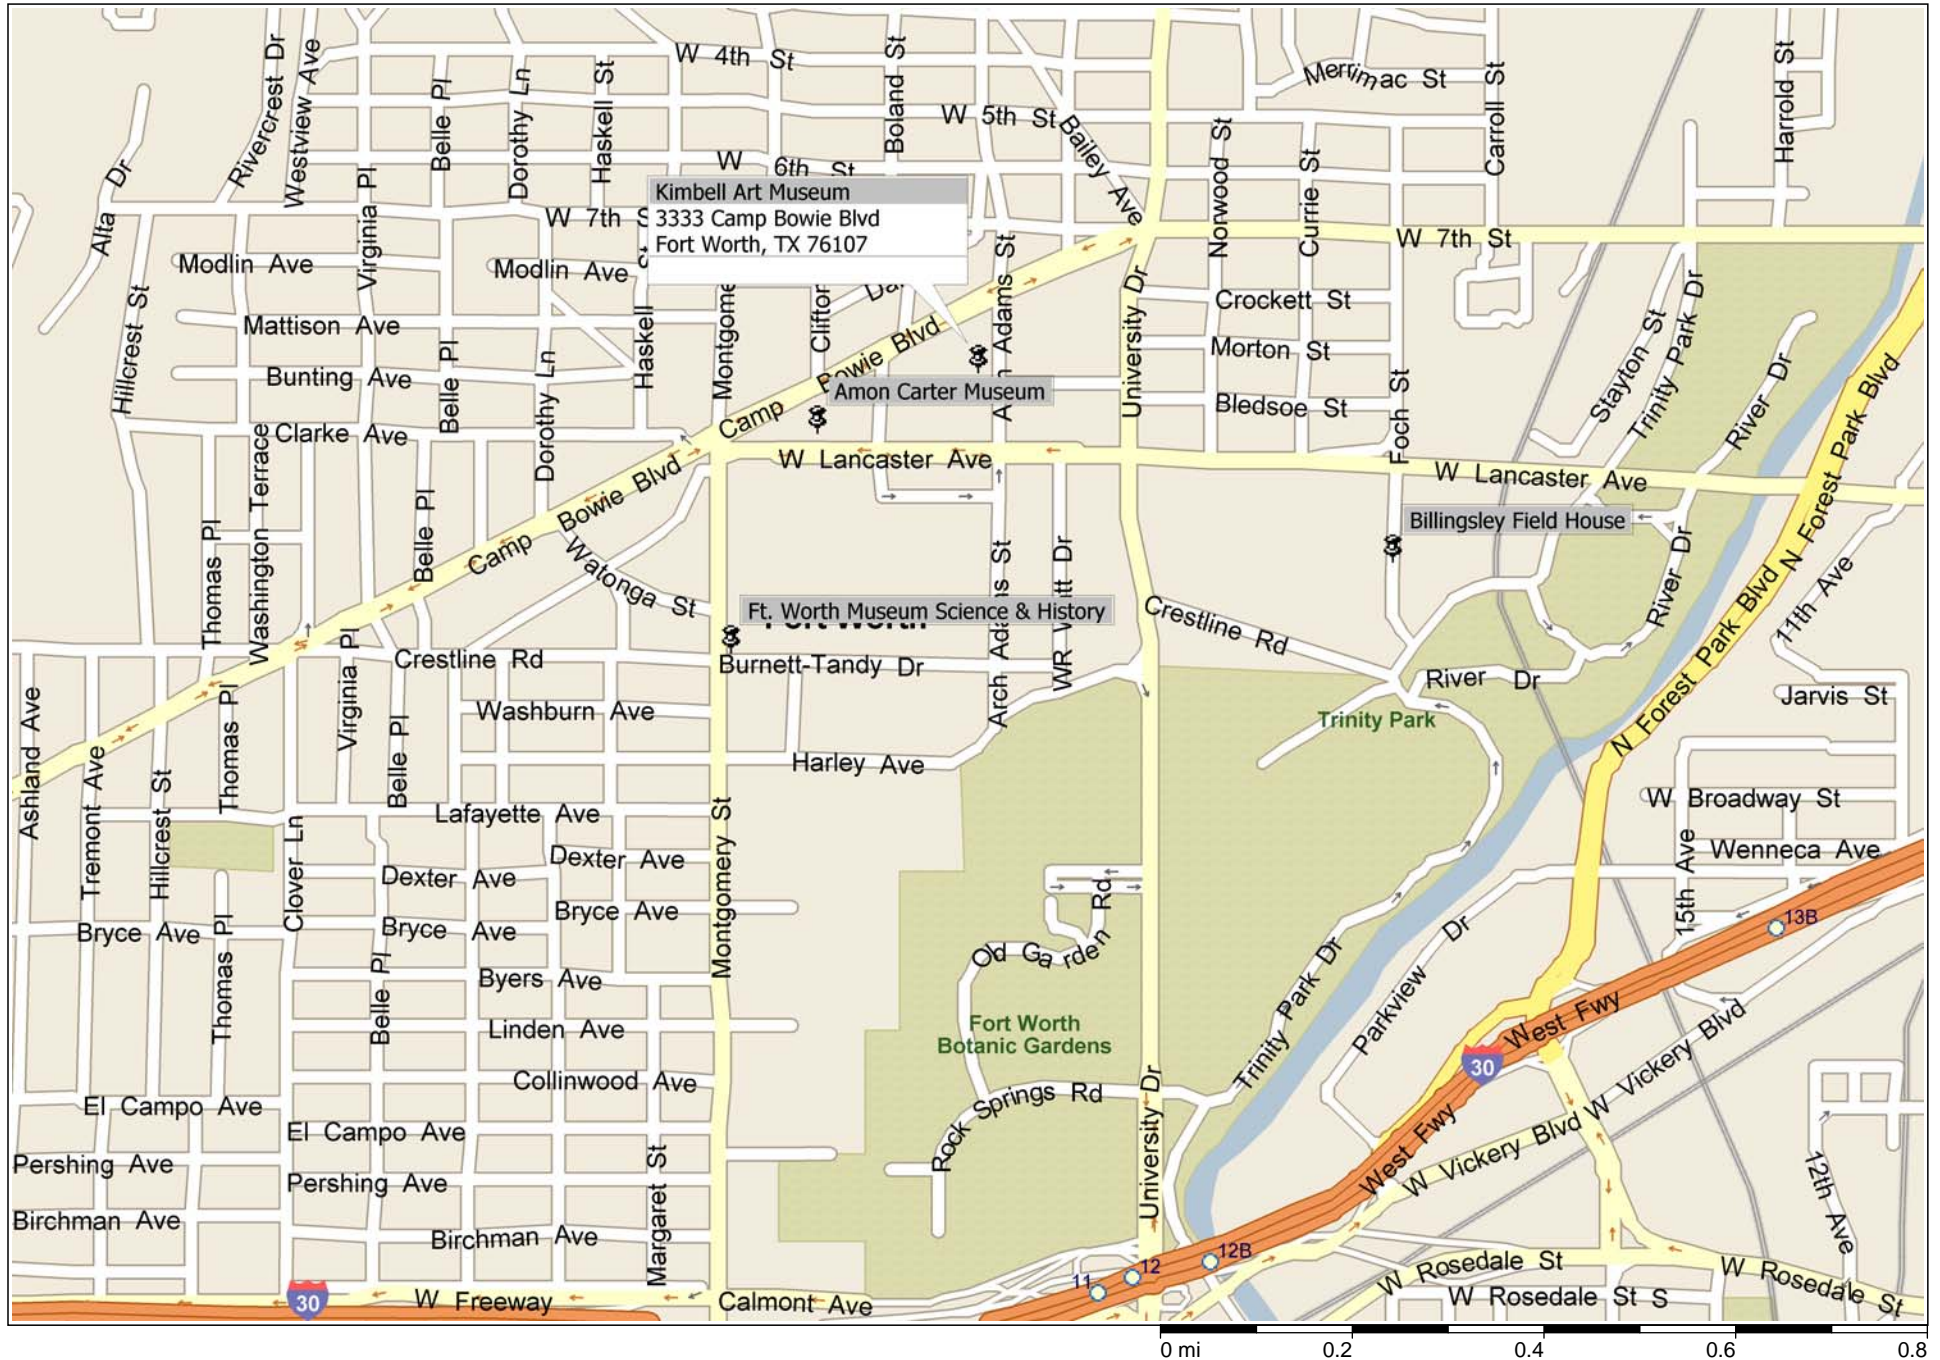 W 4th St
Merrimac St
Rivercrest Dr
Westview Ave
Belle Pl
Dorothy Ln
Haskell St
Boland St
Carroll St
Harrold St
W 5th St
Bailey Ave
Norwood St
Currie St
W 6th St
Alta Dr
Virginia Pl
Kimbell Art Museum
3333 Camp Bowie Blvd
Fort Worth, TX 76107
W 7th S
W 7th St
Modlin Ave
Modlin Ave
Hillcrest St
Mattison Ave
Haskell
Montgome
Clifton
Da
Adams St
University Dr
Crockett St
Stayton St
Trinity Park Dr
Morton St
River Dr
Bunting Ave
Belle Pl
Dorothy Ln
Camp Bowie Blvd
Amon Carter Museum
Bledsoe St
Foch St
Clarke Ave
W Lancaster Ave
W Lancaster Ave
N Forest Park Blvd
Thomas Pl
Washington Terrace
Belle Pl
Camp Bowie Blvd
Billingsley Field House
Watonga St
River Dr
11th Ave
Ft. Worth Museum Science & History
Fort Worth
Arch Adams St
WR Watt Dr
Crestline Rd
Crestline Rd
Burnett-Tandy Dr
River Dr
N Forest Park Blvd
Jarvis St
Ashland Ave
Thomas Pl
Virginia Pl
Belle Pl
Washburn Ave
Trinity Park
Harley Ave
Tremont Ave
Hillcrest St
Clover Ln
Lafayette Ave
Montgomery St
W Broadway St
Wenneca Ave
15th Ave
Dexter Ave
Dexter Ave
Bryce Ave
Bryce Ave
Bryce Ave
Old Garden Rd
Trinity Park Dr
Parkview Dr
13B
Thomas Pl
Belle Pl
Byers Ave
Linden Ave
Fort Worth
Botanic Gardens
West Fwy
30
W Vickery Blvd
Collinwood Ave
Rock Springs Rd
University Dr
El Campo Ave
El Campo Ave
West Fwy
W Vickery Blvd
Pershing Ave
Pershing Ave
Margaret St
12th Ave
Birchman Ave
Birchman Ave
11
12
12B
W Rosedale St
W Rosedale St
W Rosedale St S
30
W Freeway
Calmont Ave
0 mi 0.2 0.4 0.6 0.8